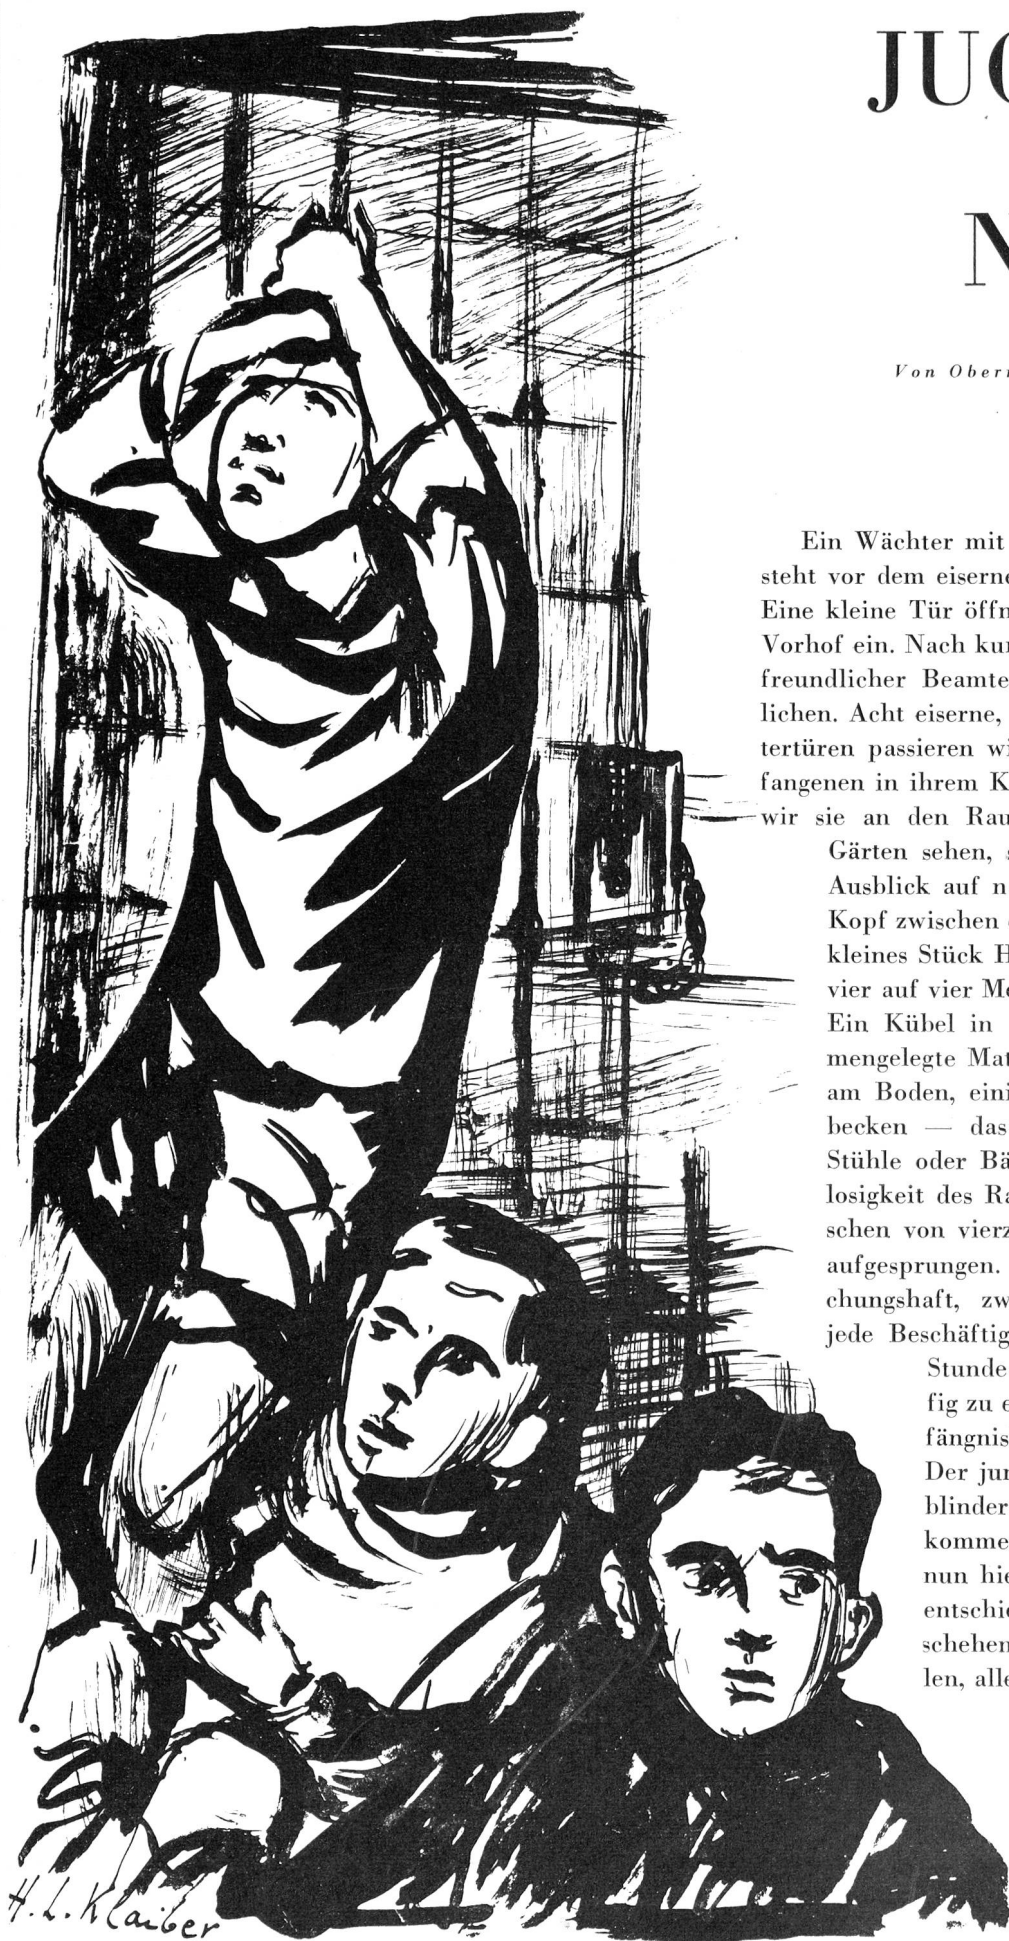 JUG
N
Von Ober
Ein Wächter mit
steht vor dem eiserne
Eine kleine Tür öffn
Vorhof ein. Nach kur
freundlicher Beamte
lichen. Acht eiserne,
tertüren passieren wi
fangenen in ihrem K
wir sie an den Rau
Gärten sehen, s
Ausblick auf n
Kopf zwischen
kleines Stück H
vier auf vier Me
Ein Kübel in
mengelegte Mat
am Boden, eini
becken — das
Stühle oder Bä
losigkeit des Ra
schen von vierz
aufgesprungen.
chungshaft, zw
jede Beschäftig
Stunde
fig zu e
fängnis
Der jun
blinder
komme
nun hie
entschie
schehen
len, alle
H. L. Klaiber